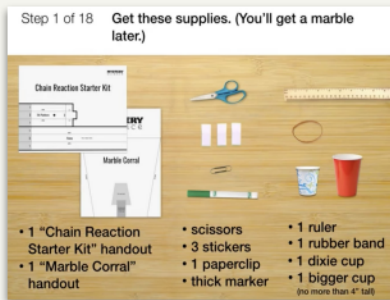 Step 1 of 18
Get these supplies. (You'll get a marble
later.)
Chain Reaction Starter Kit
Marble Corral
• 1 "Chain Reaction
Starter Kit" handout
• 1 "Marble Corral"
handout
• scissors
• 3 stickers
• 1 paperclip
• thick marker
• 1 ruler
• 1 rubber band
• 1 dixie cup
• 1 bigger cup
(no more than 4" tall)